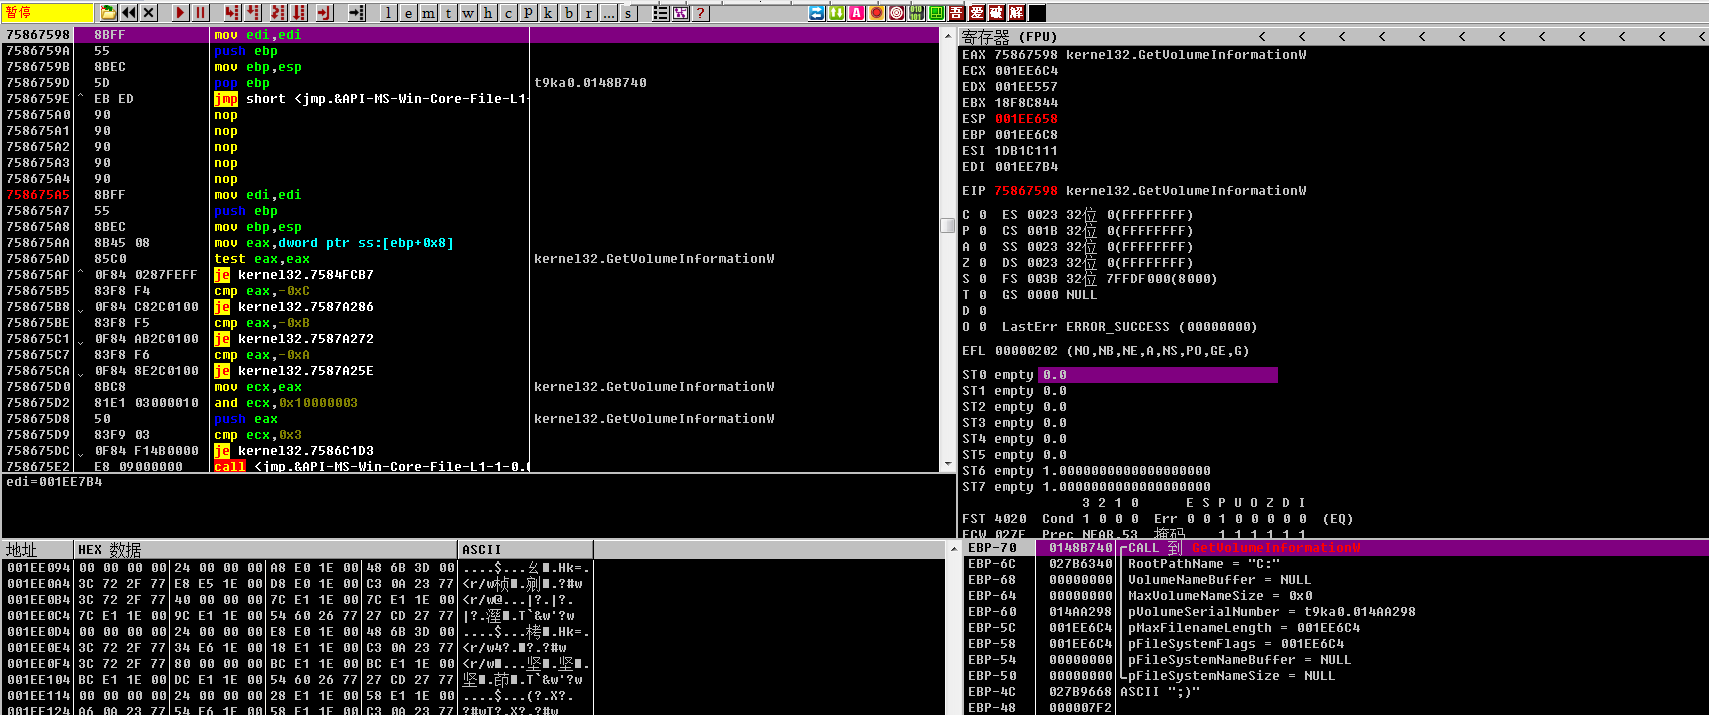 暂停
l e m t w h c p k b r ... s
吾 爱 破 解
75867598 8BFF mov edi,edi
7586759A 55 push ebp
7586759B 8BEC mov ebp,esp
7586759D 5D pop ebp t9ka0.0148B740
7586759E ^ EB ED jmp short <jmp.&API-MS-Win-Core-File-L1-
758675A0 90 nop
758675A1 90 nop
758675A2 90 nop
758675A3 90 nop
758675A4 90 nop
758675A5 8BFF mov edi,edi
758675A7 55 push ebp
758675A8 8BEC mov ebp,esp
758675AA 8B45 08 mov eax,dword ptr ss:[ebp+0x8]
758675AD 85C0 test eax,eax kernel32.GetVolumeInformationW
758675AF ^ 0F84 0287FEFF je kernel32.7584FCB7
758675B5 83F8 F4 cmp eax,-0xC
758675B8 0F84 C82C0100 je kernel32.7587A286
758675BE 83F8 F5 cmp eax,-0xB
758675C1 0F84 AB2C0100 je kernel32.7587A272
758675C7 83F8 F6 cmp eax,-0xA
758675CA 0F84 8E2C0100 je kernel32.7587A25E
758675D0 8BC8 mov ecx,eax kernel32.GetVolumeInformationW
758675D2 81E1 03000010 and ecx,0x10000003
758675D8 50 push eax kernel32.GetVolumeInformationW
758675D9 83F9 03 cmp ecx,0x3
758675DC 0F84 F14B0000 je kernel32.7586C1D3
758675E2 E8 09000000 call <jmp.&API-MS-Win-Core-File-L1-1-0.
edi=001EE7B4
寄存器 (FPU) < < < < < < < < < < < <
EAX 75867598 kernel32.GetVolumeInformationW
ECX 001EE6C4
EDX 001EE557
EBX 18F8C844
ESP 001EE658
EBP 001EE6C8
ESI 1DB1C111
EDI 001EE7B4
EIP 75867598 kernel32.GetVolumeInformationW
C 0 ES 0023 32位 0(FFFFFFFF)
P 0 CS 001B 32位 0(FFFFFFFF)
A 0 SS 0023 32位 0(FFFFFFFF)
Z 0 DS 0023 32位 0(FFFFFFFF)
S 0 FS 003B 32位 7FFDF000(8000)
T 0 GS 0000 NULL
D 0
O 0 LastErr ERROR_SUCCESS (00000000)
EFL 00000202 (NO,NB,NE,A,NS,PO,GE,G)
ST0 empty 0.0
ST1 empty 0.0
ST2 empty 0.0
ST3 empty 0.0
ST4 empty 0.0
ST5 empty 0.0
ST6 empty 1.0000000000000000000
ST7 empty 1.0000000000000000000
3 2 1 0 E S P U O Z D I
FST 4020 Cond 1 0 0 0 Err 0 0 1 0 0 0 0 0 (EQ)
FCW 027F Prec NEAR,53 掩码 1 1 1 1 1 1
地址 HEX 数据 ASCII
001EE094 00 00 00 00 24 00 00 00 A8 E0 1E 00 48 6B 3D 00
001EE0A4 3C 72 2F 77 E8 E5 1E 00 D8 E0 1E 00 C3 0A 23 77
001EE0B4 3C 72 2F 77 40 00 00 00 7C E1 1E 00 7C E1 1E 00
001EE0C4 7C E1 1E 00 9C E1 1E 00 54 60 26 77 27 CD 27 77
001EE0D4 00 00 00 00 24 00 00 00 E8 E0 1E 00 48 6B 3D 00
001EE0E4 3C 72 2F 77 34 E6 1E 00 18 E1 1E 00 C3 0A 23 77
001EE0F4 3C 72 2F 77 80 00 00 00 BC E1 1E 00 BC E1 1E 00
001EE104 BC E1 1E 00 DC E1 1E 00 54 60 26 77 27 CD 27 77
001EE114 00 00 00 00 24 00 00 00 28 E1 1E 00 58 E1 1E 00 ....$...(?.X?.
001EE124 A6 0A 23 77 54 E6 1E 00 58 E1 1E 00 C3 0A 23 77
EBP-70 0148B740 CALL 到 GetVolumeInformationW
EBP-6C 027B6340 RootPathName = "C:"
EBP-68 00000000 VolumeNameBuffer = NULL
EBP-64 00000000 MaxVolumeNameSize = 0x0
EBP-60 014AA298 pVolumeSerialNumber = t9ka0.014AA298
EBP-5C 001EE6C4 pMaxFilenameLength = 001EE6C4
EBP-58 001EE6C4 pFileSystemFlags = 001EE6C4
EBP-54 00000000 pFileSystemNameBuffer = NULL
EBP-50 00000000 pFileSystemNameSize = NULL
EBP-4C 027B9668 ASCII ";)"
EBP-48 000007F2